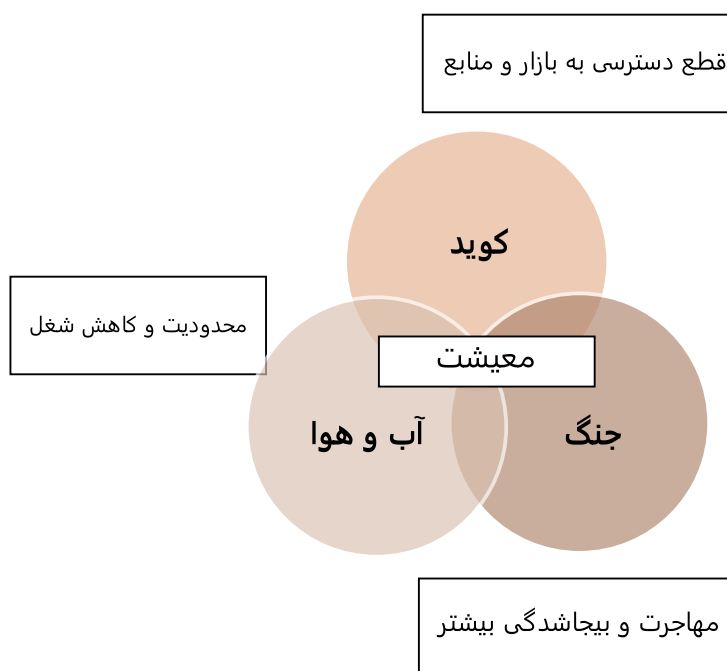 قطع دسترسی به بازار و منابع
کوید
محدودیت و کاهش شغل
معیشت
جنگ
آب و هوا
مهاجرت و بیجاشدگی بیشتر